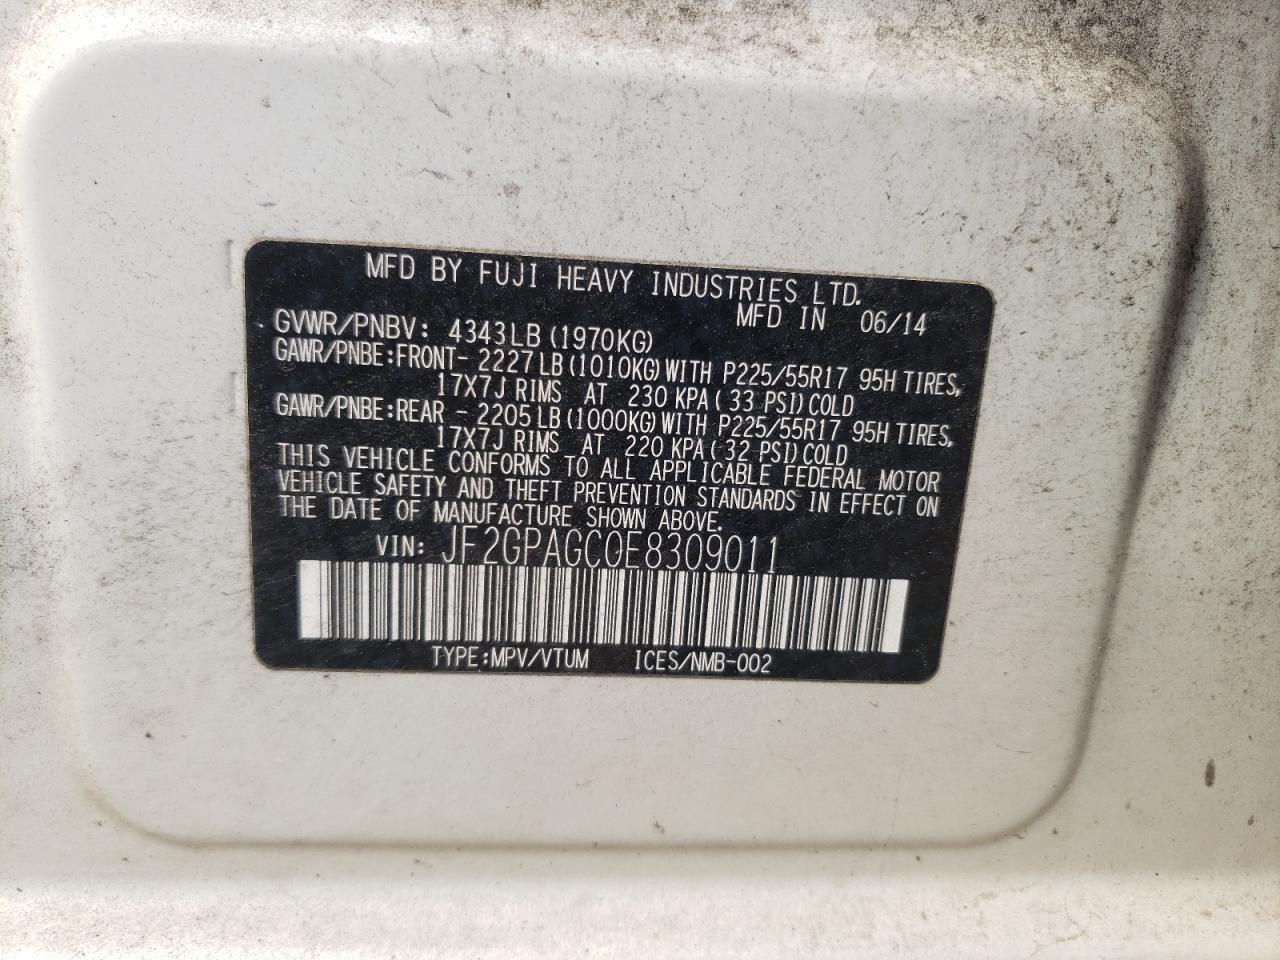 MFD BY FUJI HEAVY INDUSTRIES LTD.
MFD IN 06/14
GVWR/PNBV: 4343LB (1970KG)
GAWR/PNBE:FRONT- 2227LB (1010KG) WITH P225/55R17 95H TIRES,
17X7J RIMS AT 230 KPA (33 PSI) COLD
GAWR/PNBE:REAR - 2205LB (1000KG) WITH P225/55R17 95H TIRES,
17X7J RIMS AT 220 KPA (32 PSI) COLD
THIS VEHICLE CONFORMS TO ALL APPLICABLE FEDERAL MOTOR
VEHICLE SAFETY AND THEFT PREVENTION STANDARDS IN EFFECT ON
THE DATE OF MANUFACTURE SHOWN ABOVE.
VIN: JF2GPAGC0E8309011
TYPE:MPV/VTUM ICES/NMB-002